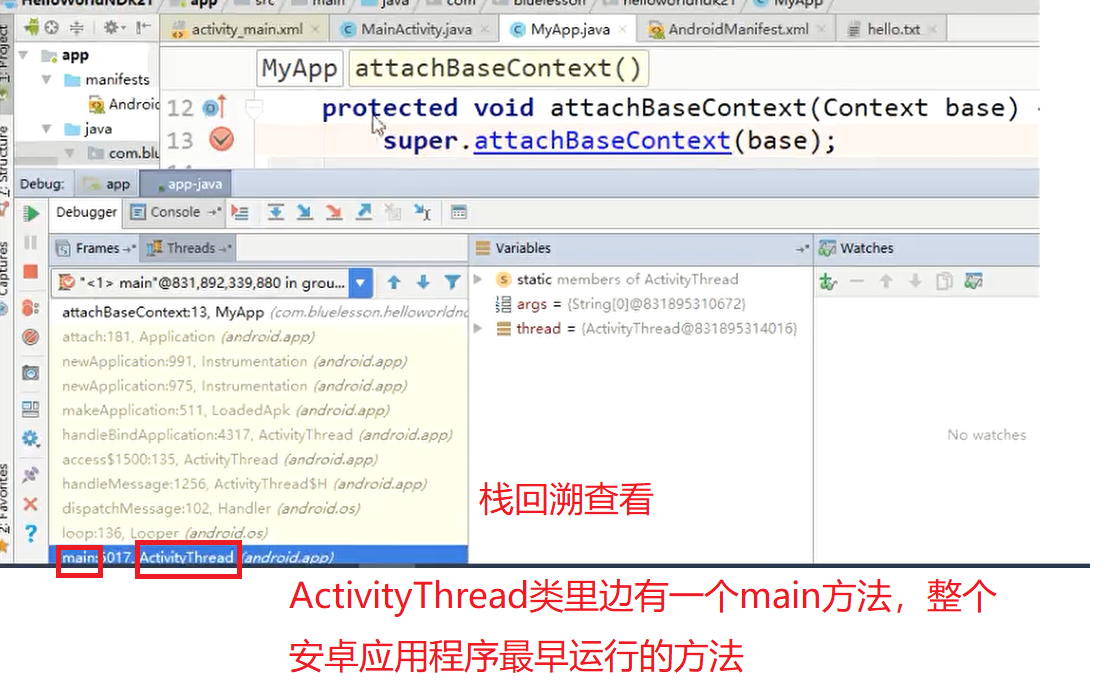 HelloWorldNDK21 app src main java com bluelesson helloworldndk21 MyApp
activity_main.xml MainActivity.java MyApp.java AndroidManifest.xml hello.txt
1: Project
app
manifests
Androi
java
com.blu
MyApp attachBaseContext()
12 protected void attachBaseContext(Context base)
13 super.attachBaseContext(base);
7: Structure
Captures
2: Favorites
Debug: app app-java
Debugger Console
Frames Threads
Variables
Watches
"<1> main"@831,892,339,880 in grou...
attachBaseContext:13, MyApp (com.bluelesson.helloworldn
attach:181, Application (android.app)
newApplication:991, Instrumentation (android.app)
newApplication:975, Instrumentation (android.app)
makeApplication:511, LoadedApk (android.app)
handleBindApplication:4317, ActivityThread (android.app)
access$1500:135, ActivityThread (android.app)
handleMessage:1256, ActivityThread$H (android.app)
dispatchMessage:102, Handler (android.os)
loop:136, Looper (android.os)
main:5017, ActivityThread (android.app)
static members of ActivityThread
args = {String[0]@831895310672}
thread = {ActivityThread@831895314016}
No watches
栈回溯查看
ActivityThread类里边有一个main方法，整个
安卓应用程序最早运行的方法